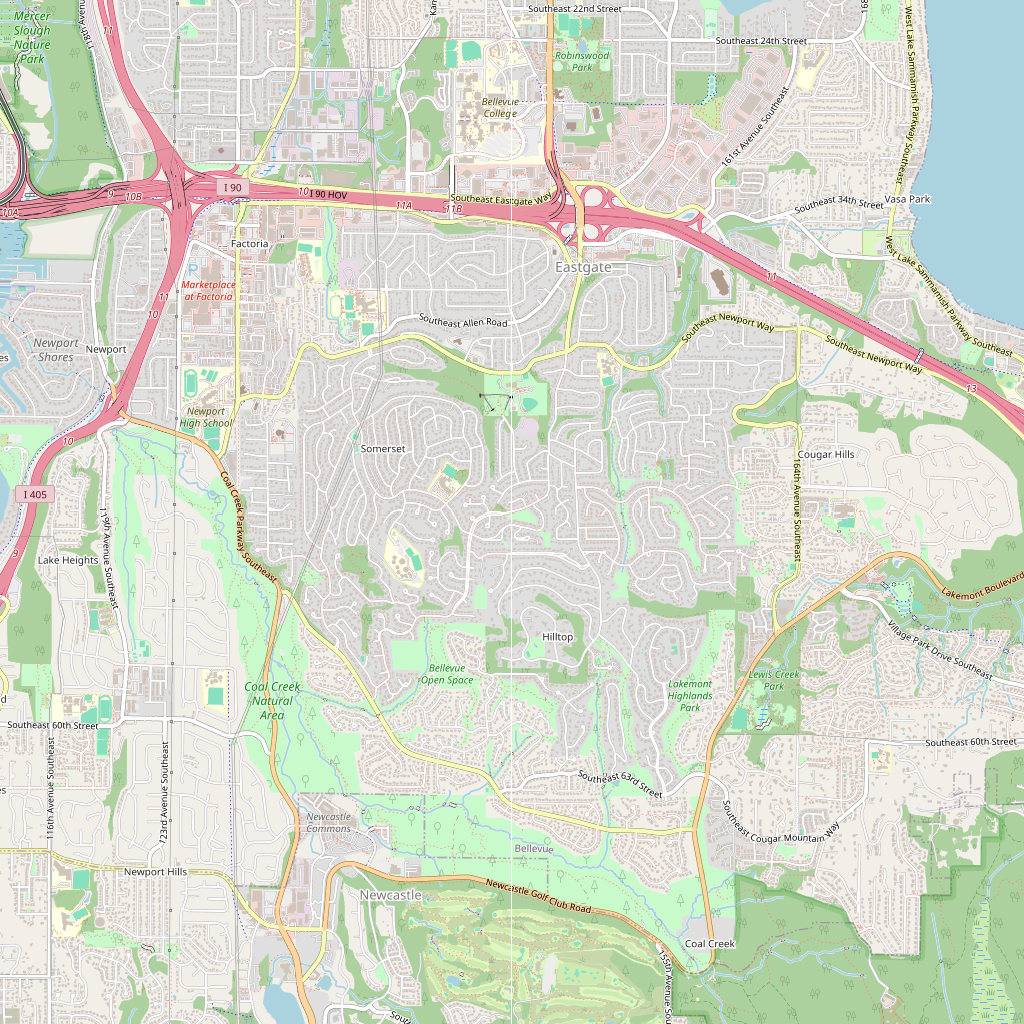 Southeast 22nd Street
Mercer
Slough
Nature
Park
118th Avenue
11
Southeast 24th Street
Robinswood
Park
West Lake Sammamish Parkway Southeast
Bellevue
College
161st Avenue Southeast
9
10B
10A
I 90
10
I 90 HOV
11A
11B
Southeast Eastgate Way
Southeast 34th Street
Vasa Park
Factoria
Eastgate
11
West Lake Sammamish Parkway Southeast
Marketplace
at Factoria
11
10
Southeast Allen Road
Southeast Newport Way
Southeast Newport Way
Newport
Shores
Newport
13
Newport
High School
10
Somerset
Cougar Hills
I 405
Coal Creek Parkway Southeast
119th Avenue Southeast
164th Avenue Southeast
9
Lake Heights
Lakemont Boulevard
Village Park Drive Southeast
Hilltop
Bellevue
Open Space
Lewis Creek
Park
Lakemont
Highlands
Park
Coal Creek
Natural
Area
Southeast 60th Street
Southeast 60th Street
116th Avenue Southeast
123rd Avenue Southeast
Southeast 63rd Street
Southeast Cougar Mountain Way
Newcastle
Commons
Bellevue
Newport Hills
Newcastle
Newcastle Golf Club Road
Coal Creek
155th Avenue